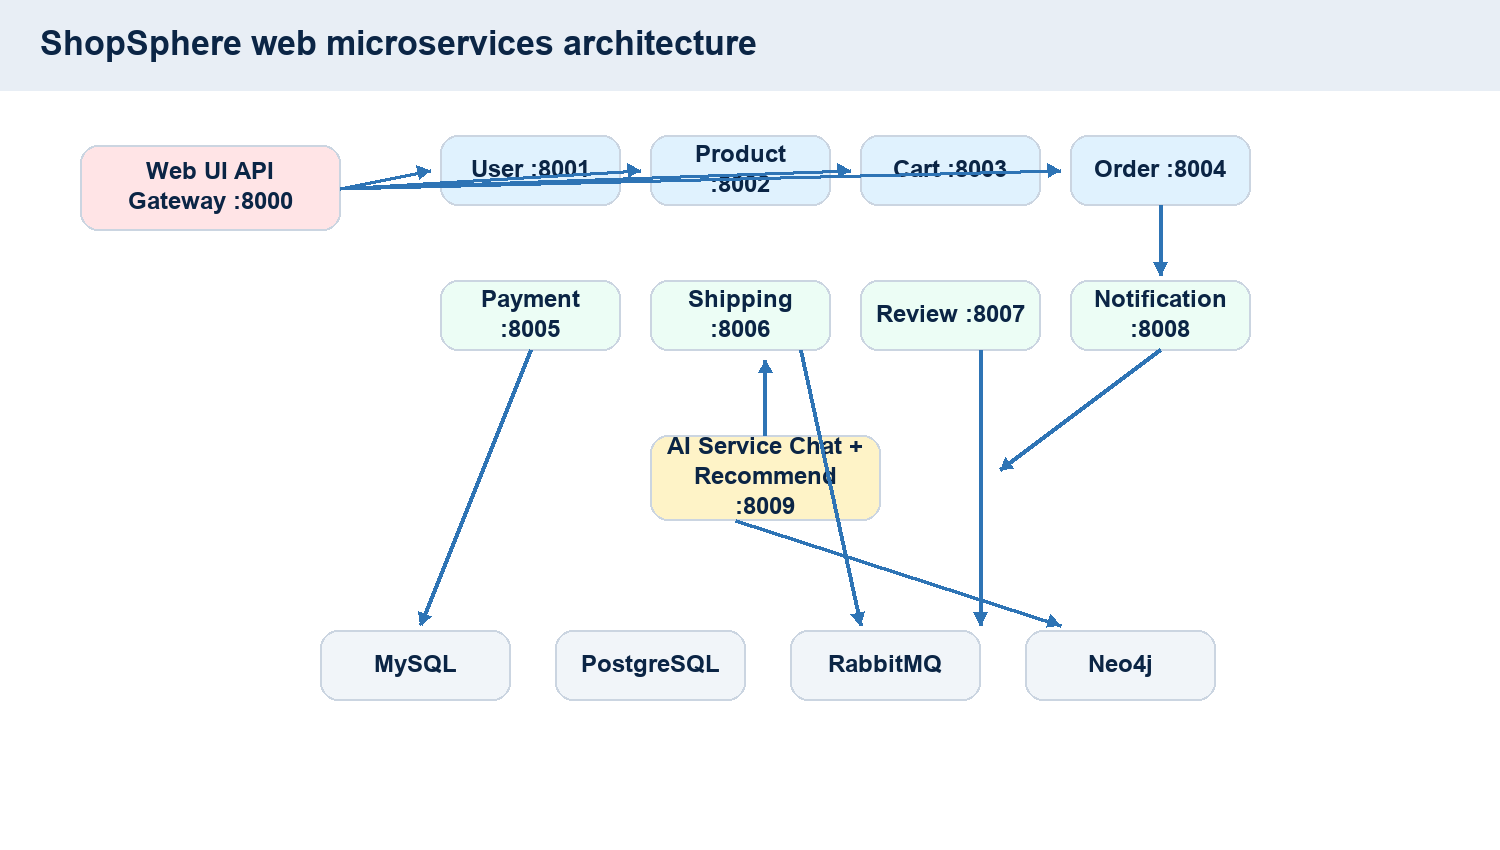 ShopSphere web microservices architecture
Web UI API
Gateway :8000
User :8001
Product
:8002
Cart :8003
Order :8004
Payment
:8005
Shipping
:8006
Review :8007
Notification
:8008
AI Service Chat +
Recommend
:8009
MySQL
PostgreSQL
RabbitMQ
Neo4j